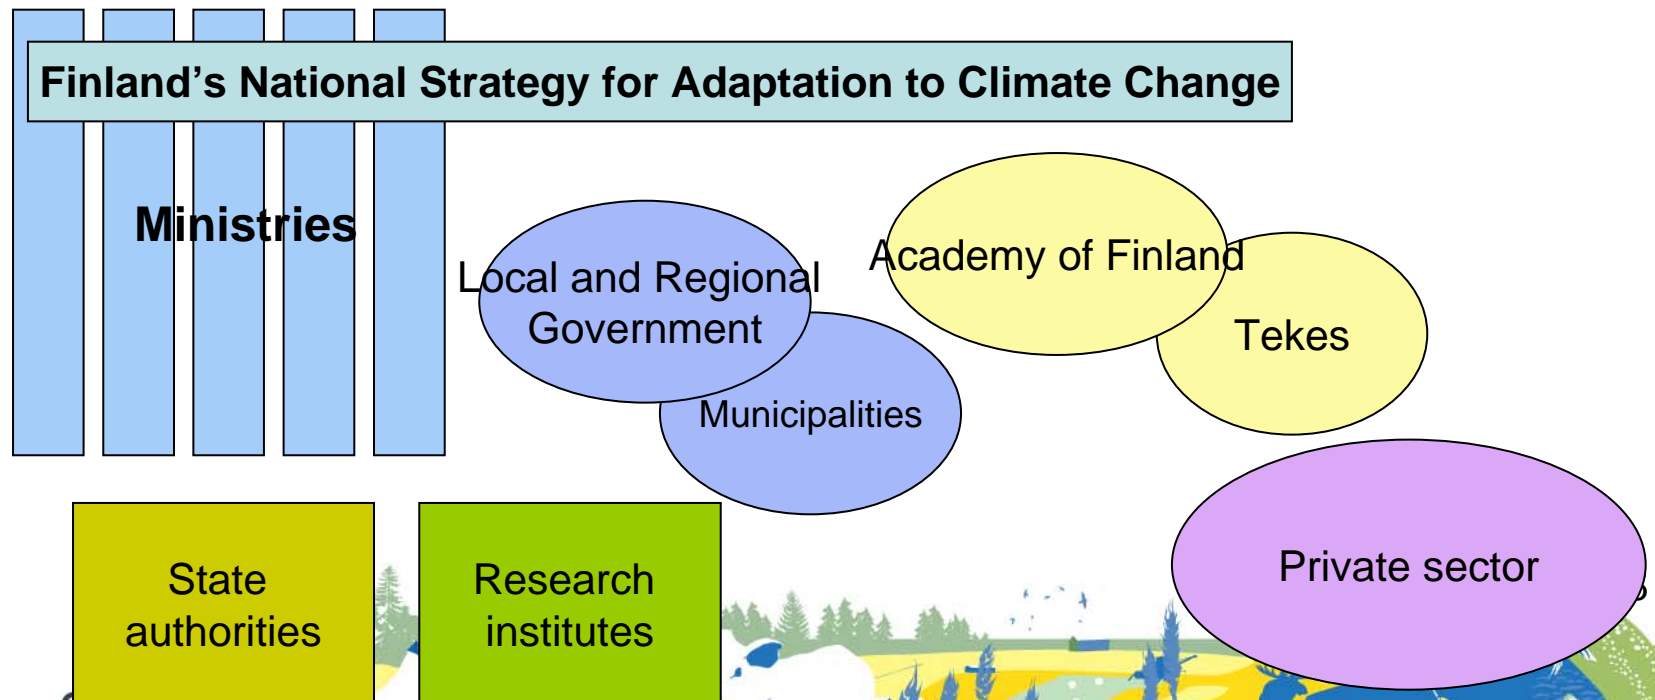 Finland's National Strategy for Adaptation to Climate Change
Ministries
Local and Regional
Government
Municipalities
Academy of Finland
Tekes
Private sector
State
authorities
Research
institutes